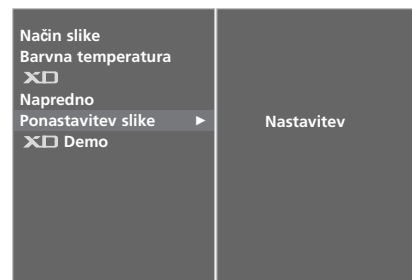 Način slike
Barvna temperatura
XD
Napredno
Ponastavitev slike ►
XD Demo
Nastavitev